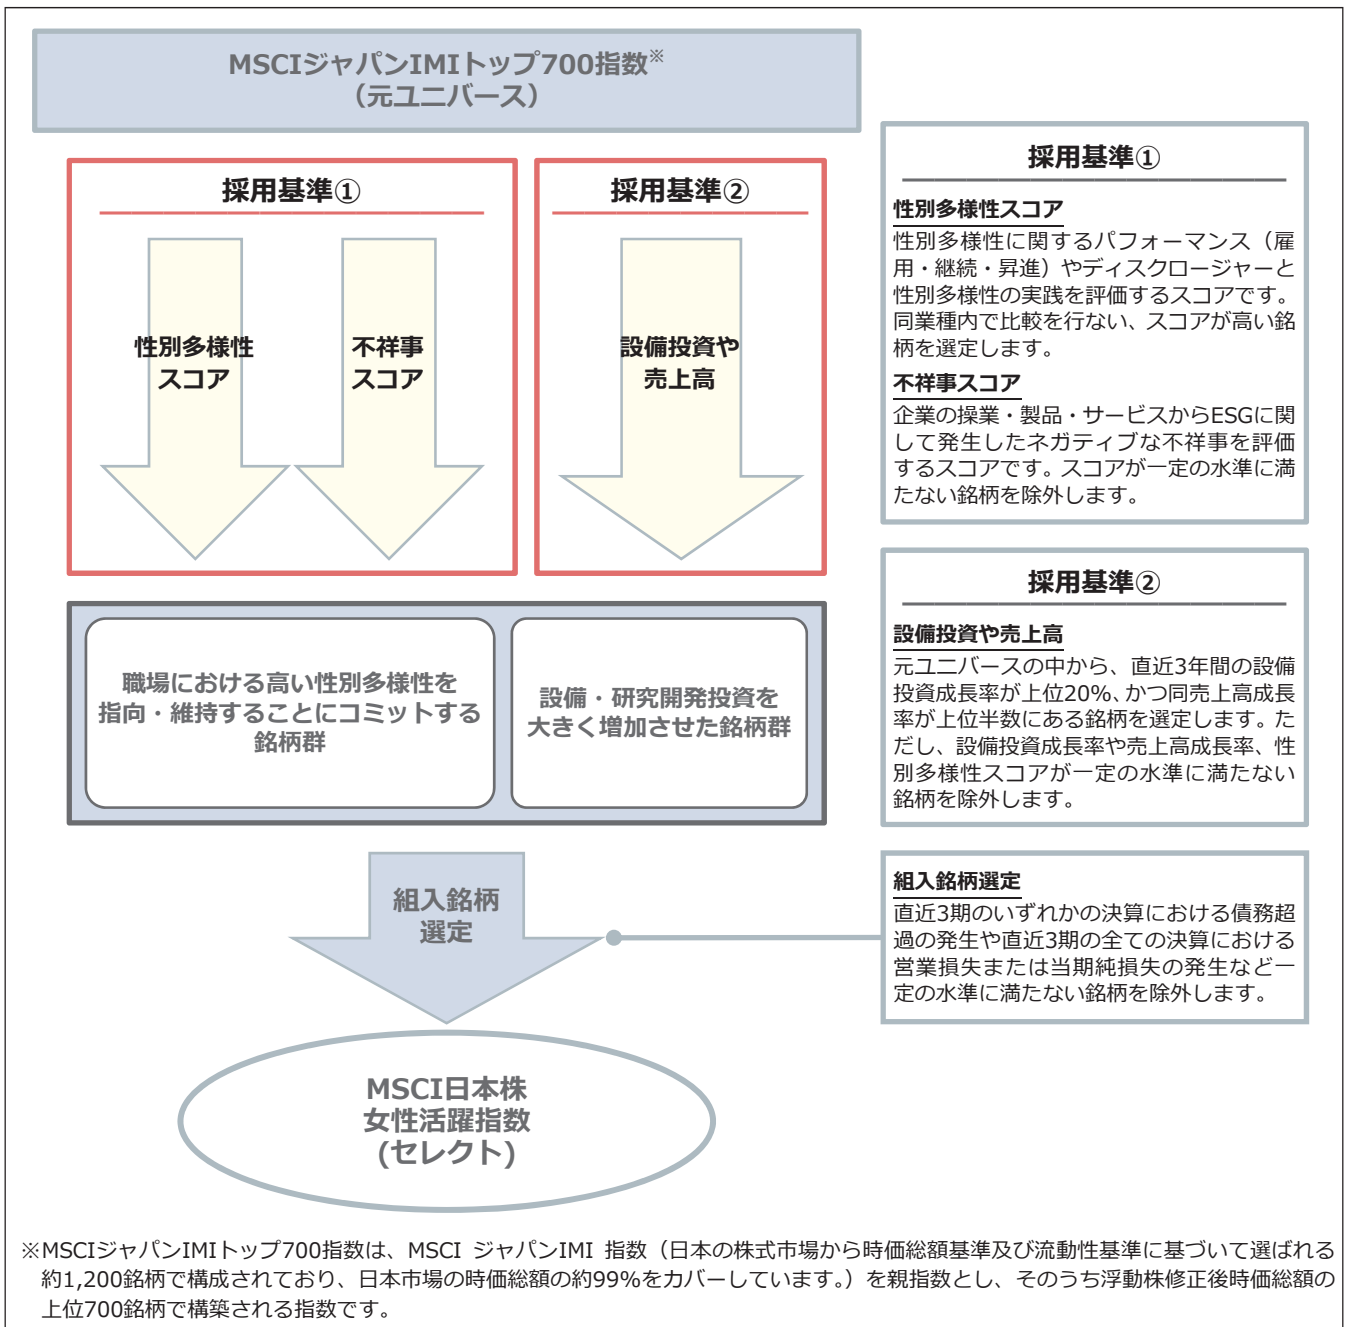 MSCIジャパンIMIトップ700指数※
（元ユニバース）
採用基準①
性別多様性
スコア
不祥事
スコア
採用基準②
設備投資や
売上高
職場における高い性別多様性を
指向・維持することにコミットする
銘柄群
設備・研究開発投資を
大きく増加させた銘柄群
組入銘柄
選定
MSCI日本株
女性活躍指数
(セレクト)
採用基準①
性別多様性スコア
性別多様性に関するパフォーマンス（雇
用・継続・昇進）やディスクロージャーと
性別多様性の実践を評価するスコアです。
同業種内で比較を行ない、スコアが高い銘
柄を選定します。
不祥事スコア
企業の操業・製品・サービスからESGに関
して発生したネガティブな不祥事を評価
するスコアです。スコアが一定の水準に満
たない銘柄を除外します。
採用基準②
設備投資や売上高
元ユニバースの中から、直近3年間の設備
投資成長率が上位20%、かつ同売上高成長
率が上位半数にある銘柄を選定します。た
だし、設備投資成長率や売上高成長率、性
別多様性スコアが一定の水準に満たない
銘柄を除外します。
組入銘柄選定
直近3期のいずれかの決算における債務超
過の発生や直近3期の全ての決算における
営業損失または当期純損失の発生など一
定の水準に満たない銘柄を除外します。
※MSCIジャパンIMIトップ700指数は、MSCI ジャパンIMI 指数（日本の株式市場から時価総額基準及び流動性基準に基づいて選ばれる
約1,200銘柄で構成されており、日本市場の時価総額の約99%をカバーしています。）を親指数とし、そのうち浮動株修正後時価総額の
上位700銘柄で構築される指数です。